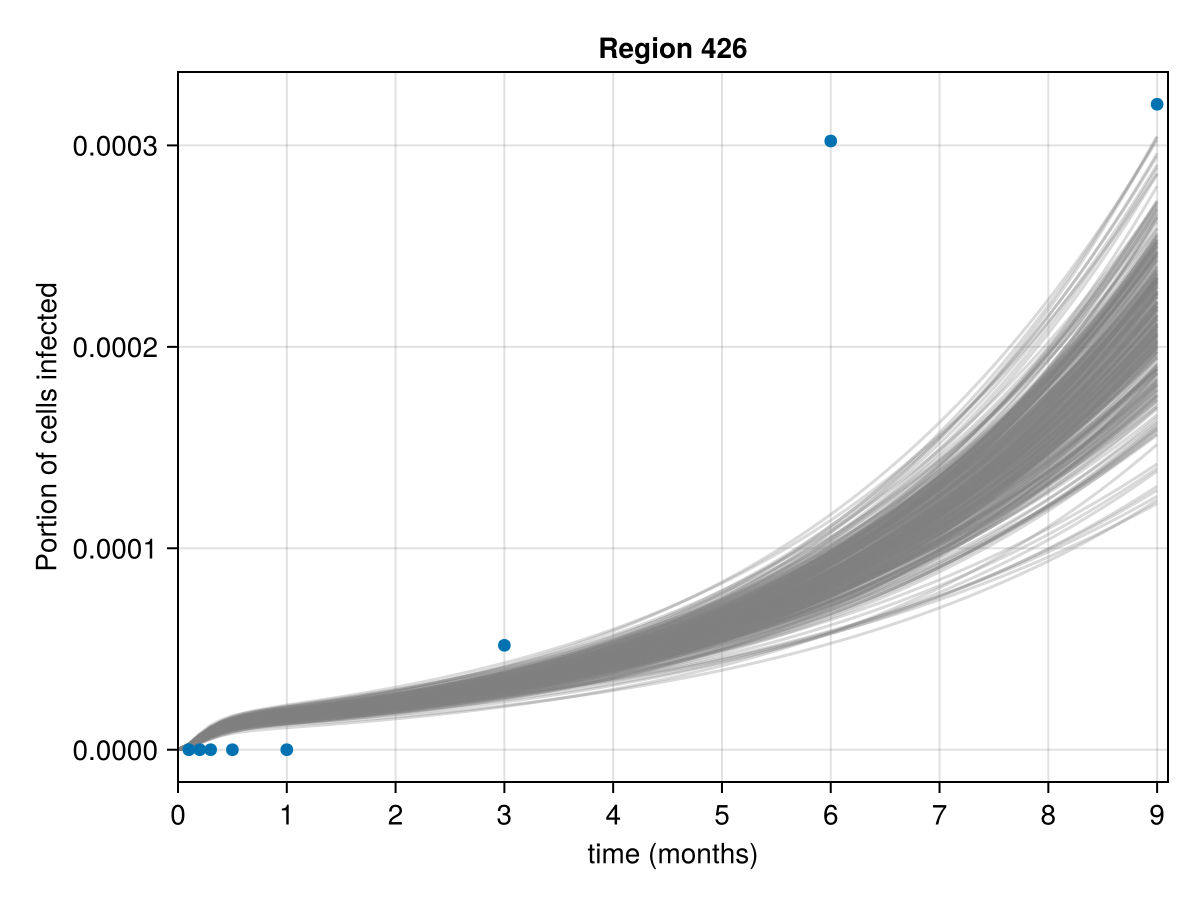 Region 426
Portion of cells infected
0.0003
0.0002
0.0001
0.0000
0 1 2 3 4 5 6 7 8 9
time (months)